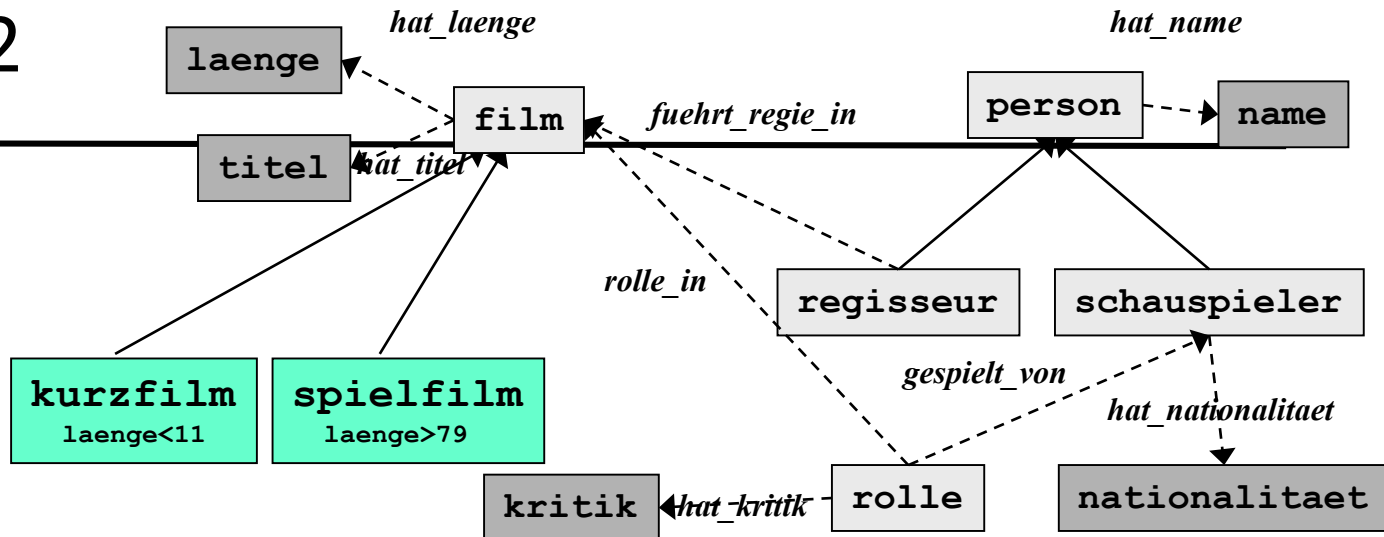 2
hat_laenge
hat_name
laenge
film
fuehrt_regie_in
person
name
titel
hat_titel
rolle_in
regisseur
schauspieler
kurzfilm
laenge<11
spielfilm
laenge>79
gespielt_von
hat_nationalitaet
kritik
hat_kritik
rolle
nationalitaet